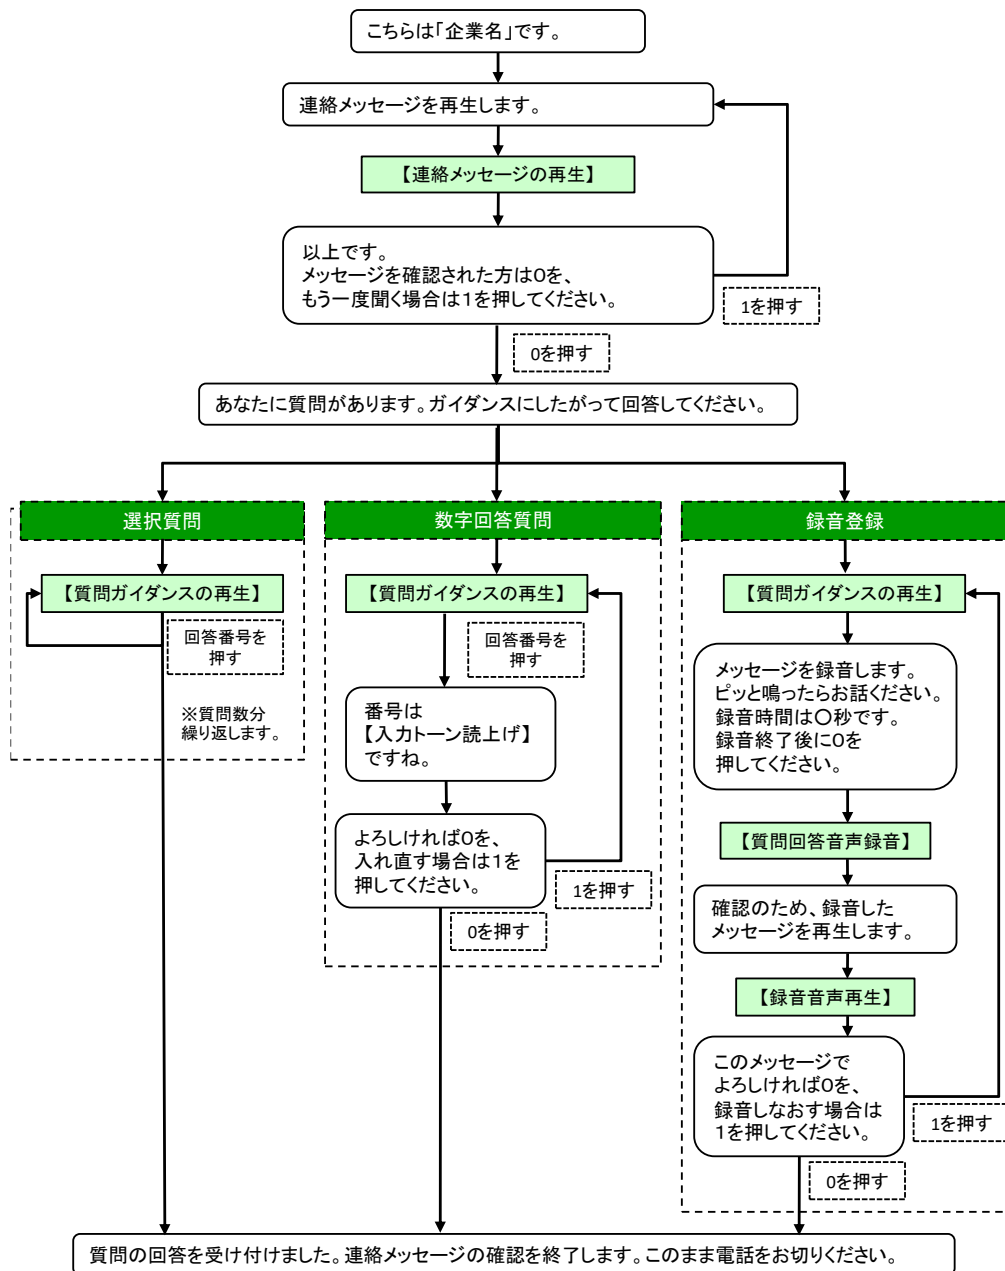 こちらは「企業名」です。
連絡メッセージを再生します。
【連絡メッセージの再生】
以上です。
メッセージを確認された方は0を、
もう一度聞く場合は１を押してください。
1を押す
0を押す
あなたに質問があります。ガイダンスにしたがって回答してください。
選択質問
【質問ガイダンスの再生】
回答番号を
押す
※質問数分
繰り返します。
数字回答質問
【質問ガイダンスの再生】
回答番号を
押す
番号は
【入力トーン読上げ】
ですね。
よろしければ0を、
入れ直す場合は１を
押してください。
1を押す
0を押す
録音登録
【質問ガイダンスの再生】
メッセージを録音します。
ピッと鳴ったらお話ください。
録音時間は〇秒です。
録音終了後に0を
押してください。
【質問回答音声録音】
確認のため、録音した
メッセージを再生します。
【録音音声再生】
このメッセージで
よろしければ0を、
録音しなおす場合は
１を押してください。
1を押す
0を押す
質問の回答を受け付けました。連絡メッセージの確認を終了します。このまま電話をお切りください。